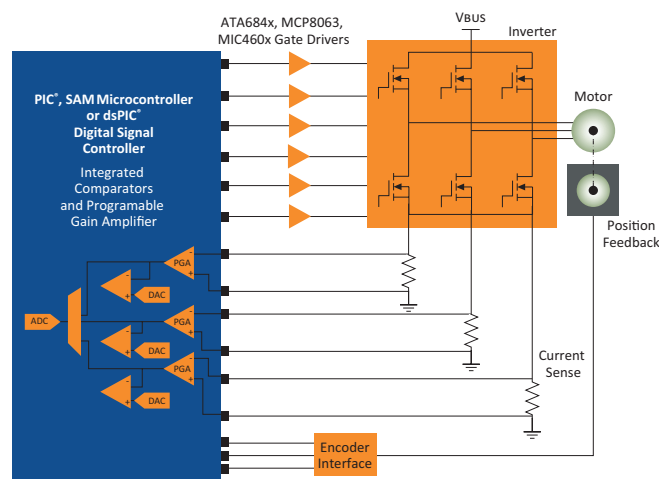 ATA684x, MCP8063,
MIC460x Gate Drivers
VBUS
Inverter
PIC®, SAM Microcontroller
or dsPIC®
Digital Signal
Controller
Integrated
Comparators
and Programable
Gain Amplifier
Motor
Position
Feedback
-
PGA
+
-
+
DAC
ADC
-
PGA
+
-
+
DAC
-
PGA
+
-
+
DAC
Current
Sense
Encoder
Interface